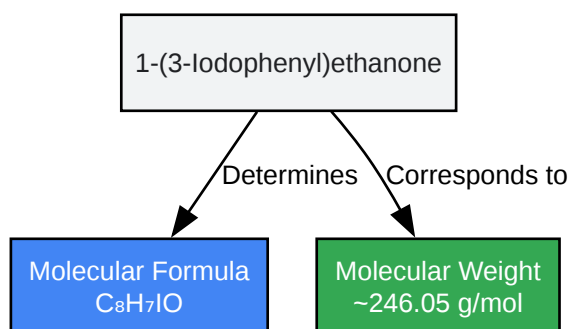 1-(3-Iodophenyl)ethanone
Determines
Corresponds to
Molecular Formula
C₈H₇IO
Molecular Weight
~246.05 g/mol